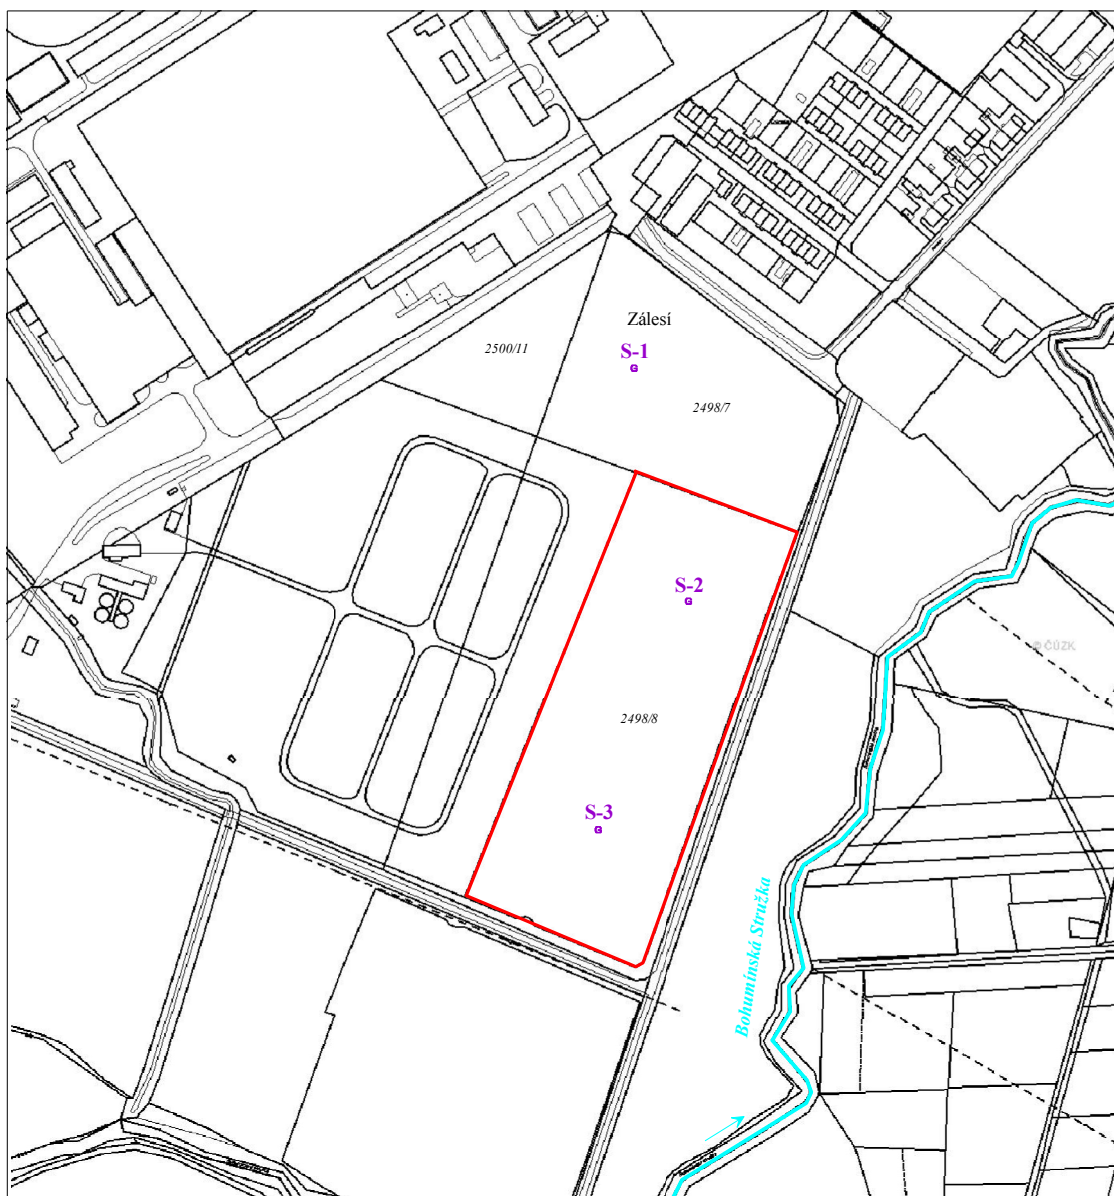 Zálesí
S-1
2500/11
2498/7
S-2
© ČÚZK
2498/8
S-3
Bohumínská Stružka